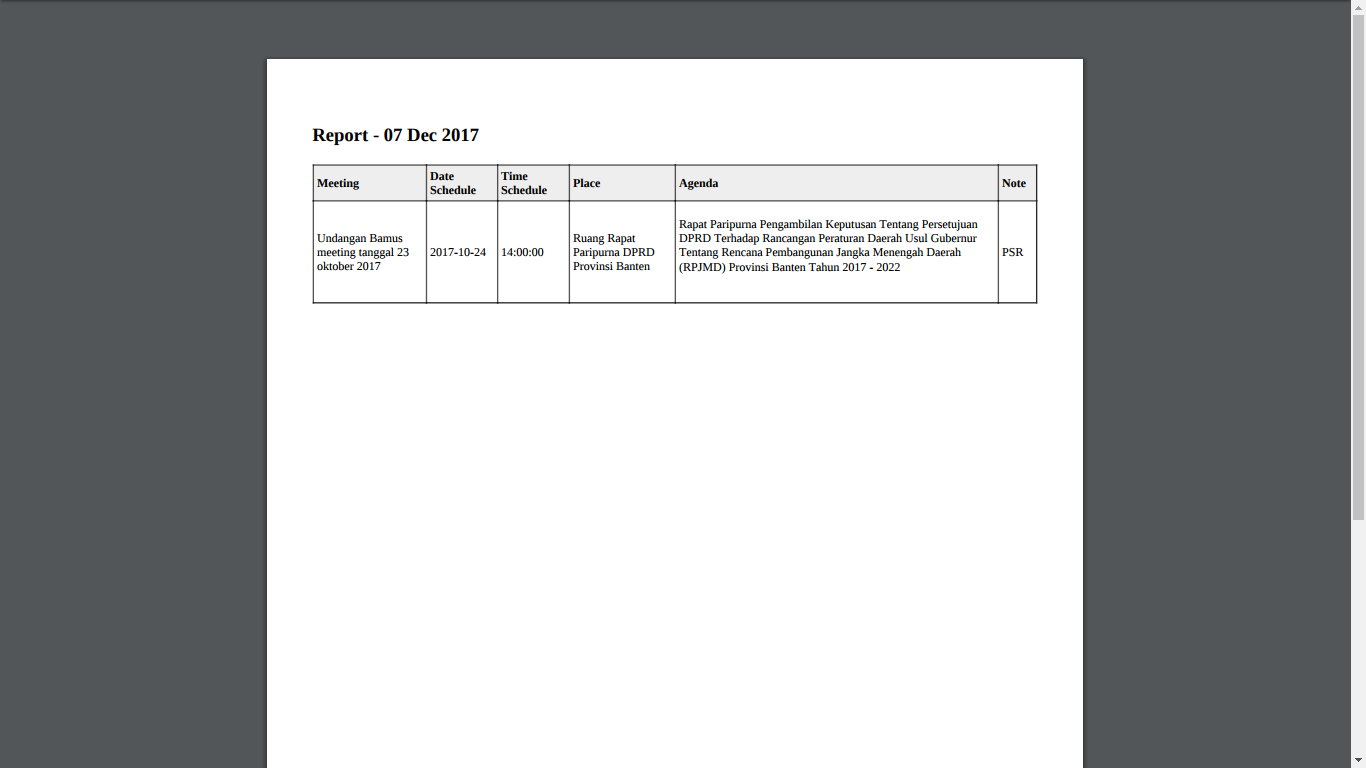 Report - 07 Dec 2017
Meeting
Date
Schedule
Time
Schedule
Place
Agenda
Note
Undangan Bamus
meeting tanggal 23
oktober 2017
2017-10-24
14:00:00
Ruang Rapat
Paripurna DPRD
Provinsi Banten
Rapat Paripurna Pengambilan Keputusan Tentang Persetujuan
DPRD Terhadap Rancangan Peraturan Daerah Usul Gubernur
Tentang Rencana Pembangunan Jangka Menengah Daerah
(RPJMD) Provinsi Banten Tahun 2017 - 2022
PSR